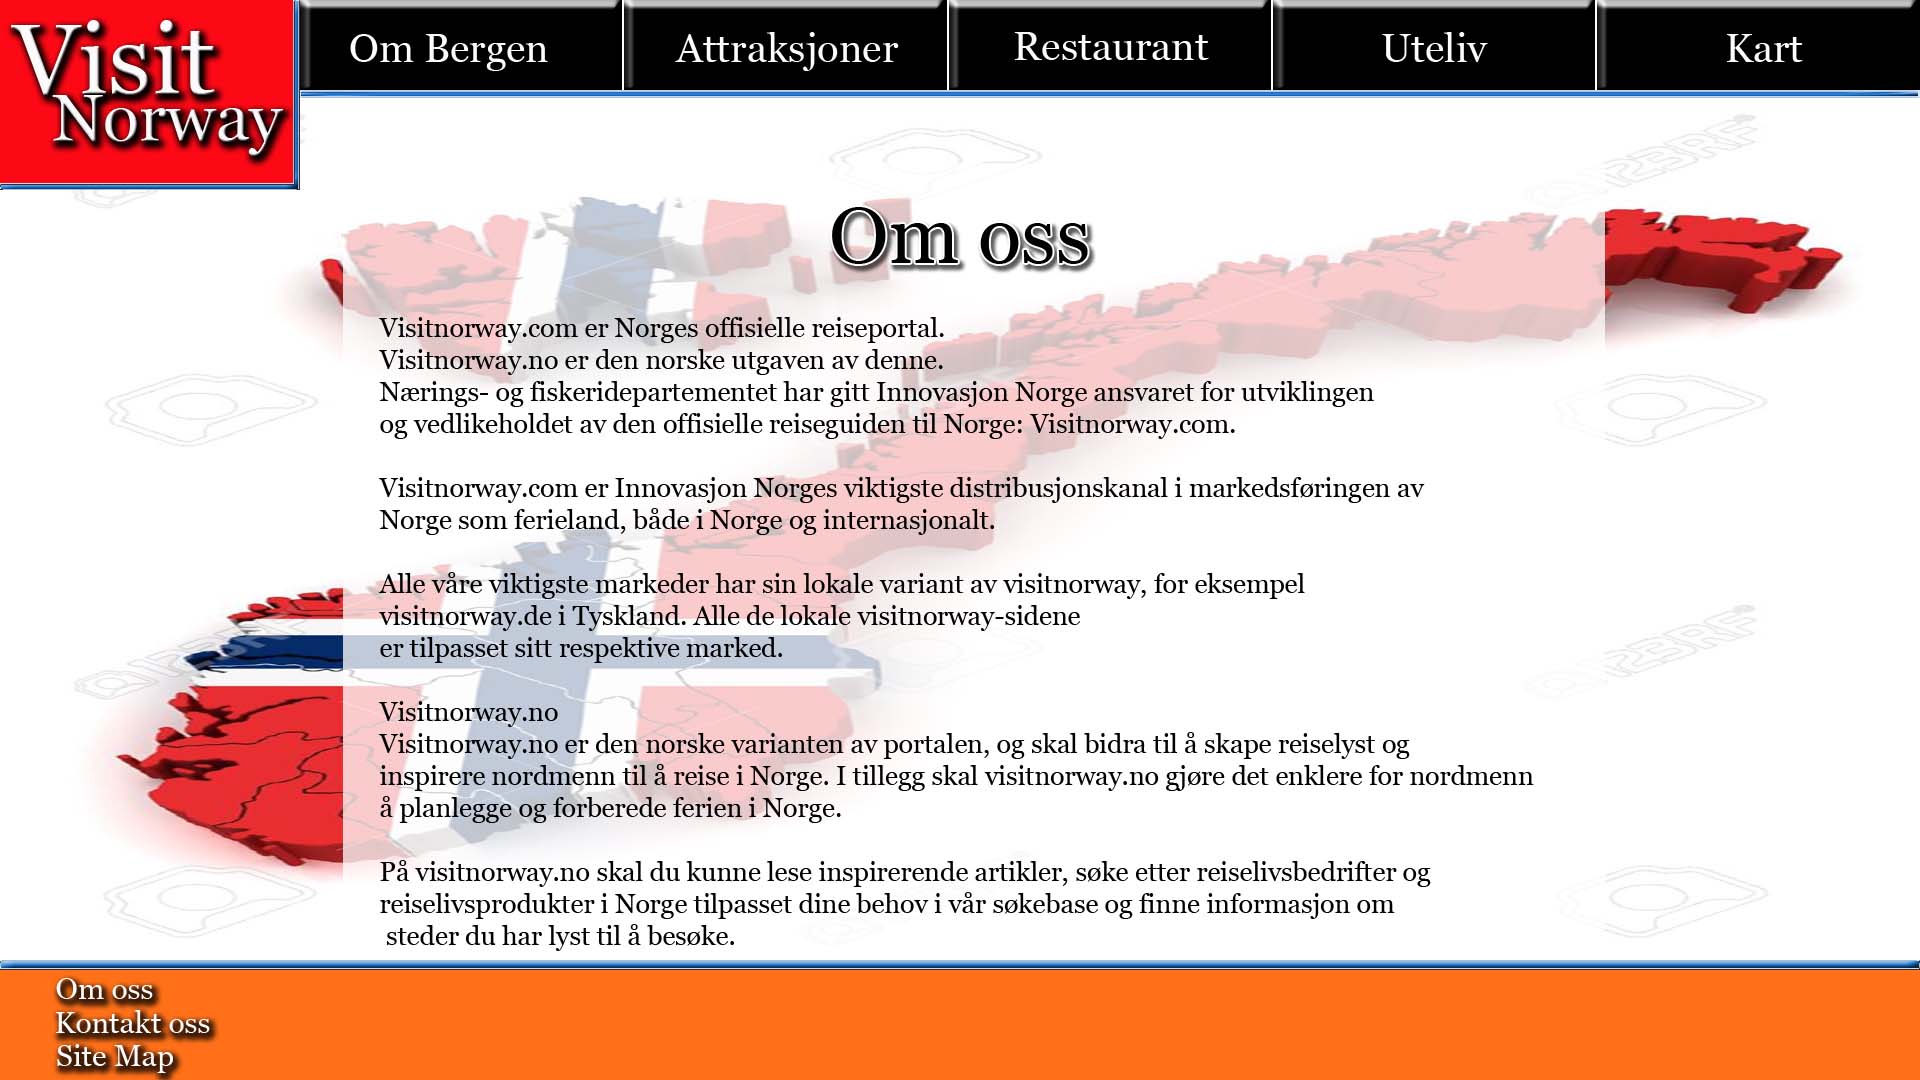 Visit
Norway
Om Bergen
Attraksjoner
Restaurant
Uteliv
Kart
123RF
Om oss
Visitnorway.com er Norges offisielle reiseportal.
Visitnorway.no er den norske utgaven av denne.
Nærings- og fiskeridepartementet har gitt Innovasjon Norge ansvaret for utviklingen
og vedlikeholdet av den offisielle reiseguiden til Norge: Visitnorway.com.
Visitnorway.com er Innovasjon Norges viktigste distribusjonskanal i markedsføringen av
Norge som ferieland, både i Norge og internasjonalt.
Alle våre viktigste markeder har sin lokale variant av visitnorway, for eksempel
visitnorway.de i Tyskland. Alle de lokale visitnorway-sidene
er tilpasset sitt respektive marked.
123RF
123RF
Visitnorway.no
Visitnorway.no er den norske varianten av portalen, og skal bidra til å skape reiselyst og
inspirere nordmenn til å reise i Norge. I tillegg skal visitnorway.no gjøre det enklere for nordmenn
å planlegge og forberede ferien i Norge.
På visitnorway.no skal du kunne lese inspirerende artikler, søke etter reiselivsbedrifter og
reiselivsprodukter i Norge tilpasset dine behov i vår søkebase og finne informasjon om
steder du har lyst til å besøke.
Om oss
Kontakt oss
Site Map